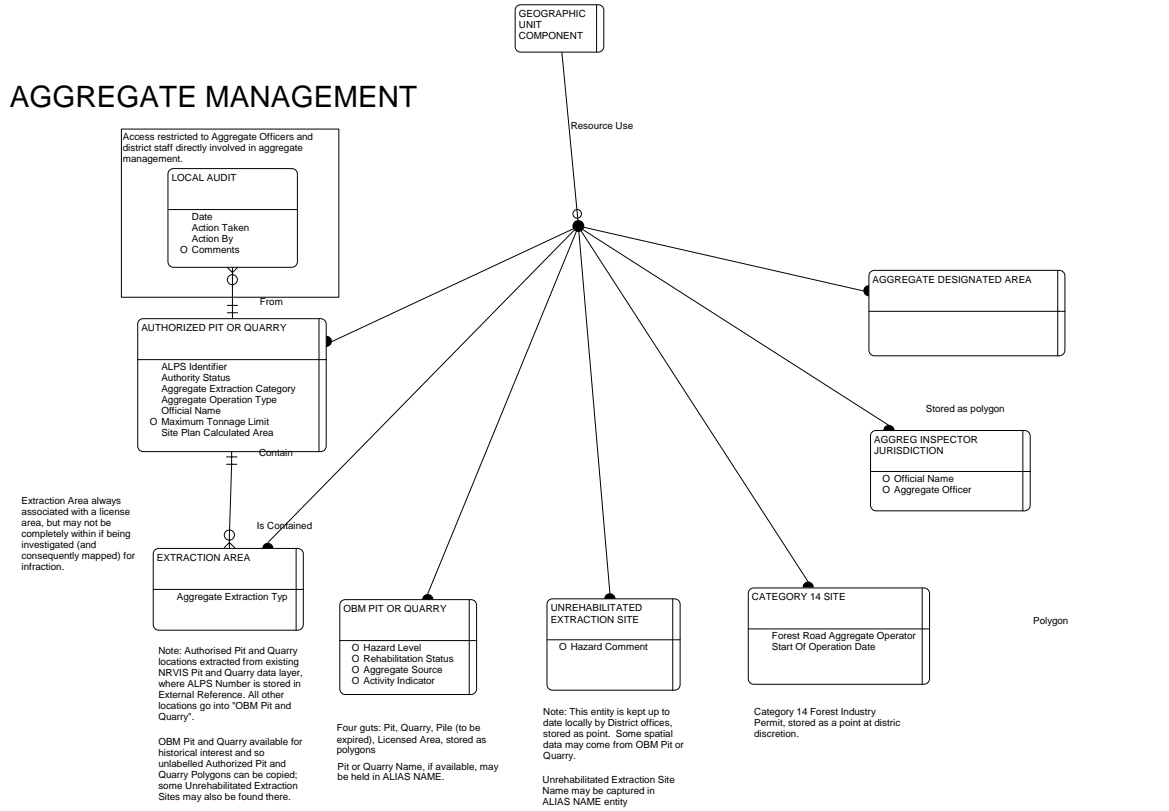 GEOGRAPHIC
UNIT
COMPONENT
AGGREGATE MANAGEMENT
Resource Use
Access restricted to Aggregate Officers and
district staff directly involved in aggregate
management.
LOCAL AUDIT
Date
Action Taken
Action By
O Comments
From
AUTHORIZED PIT OR QUARRY
ALPS Identifier
Authority Status
Aggregate Extraction Category
Aggregate Operation Type
Official Name
O Maximum Tonnage Limit
Site Plan Calculated Area
Contain
AGGREGATE DESIGNATED AREA
Stored as polygon
AGGREG INSPECTOR
JURISDICTION
O Official Name
O Aggregate Officer
Extraction Area always
associated with a license
area, but may not be
completely within if being
investigated (and
consequently mapped) for
infraction.
Is Contained
EXTRACTION AREA
Aggregate Extraction Typ
OBM PIT OR QUARRY
O Hazard Level
O Rehabilitation Status
O Aggregate Source
O Activity Indicator
UNREHABILITATED
EXTRACTION SITE
O Hazard Comment
CATEGORY 14 SITE
Forest Road Aggregate Operator
Start Of Operation Date
Polygon
Note: Authorised Pit and Quarry
locations extracted from existing
NRVIS Pit and Quarry data layer,
where ALPS Number is stored in
External Reference. All other
locations go into "OBM Pit and
Quarry".
OBM Pit and Quarry available for
historical interest and so
unlabelled Authorized Pit and
Quarry Polygons can be copied;
some Unrehabilitated Extraction
Sites may also be found there.
Four guts: Pit, Quarry, Pile (to be
expired), Licensed Area, stored as
polygons
Pit or Quarry Name, if available, may
be held in ALIAS NAME.
Note: This entity is kept up to
date locally by District offices,
stored as point. Some spatial
data may come from OBM Pit or
Quarry.
Unrehabilitated Extraction Site
Name may be captured in
ALIAS NAME entity
Category 14 Forest Industry
Permit, stored as a point at distric
discretion.